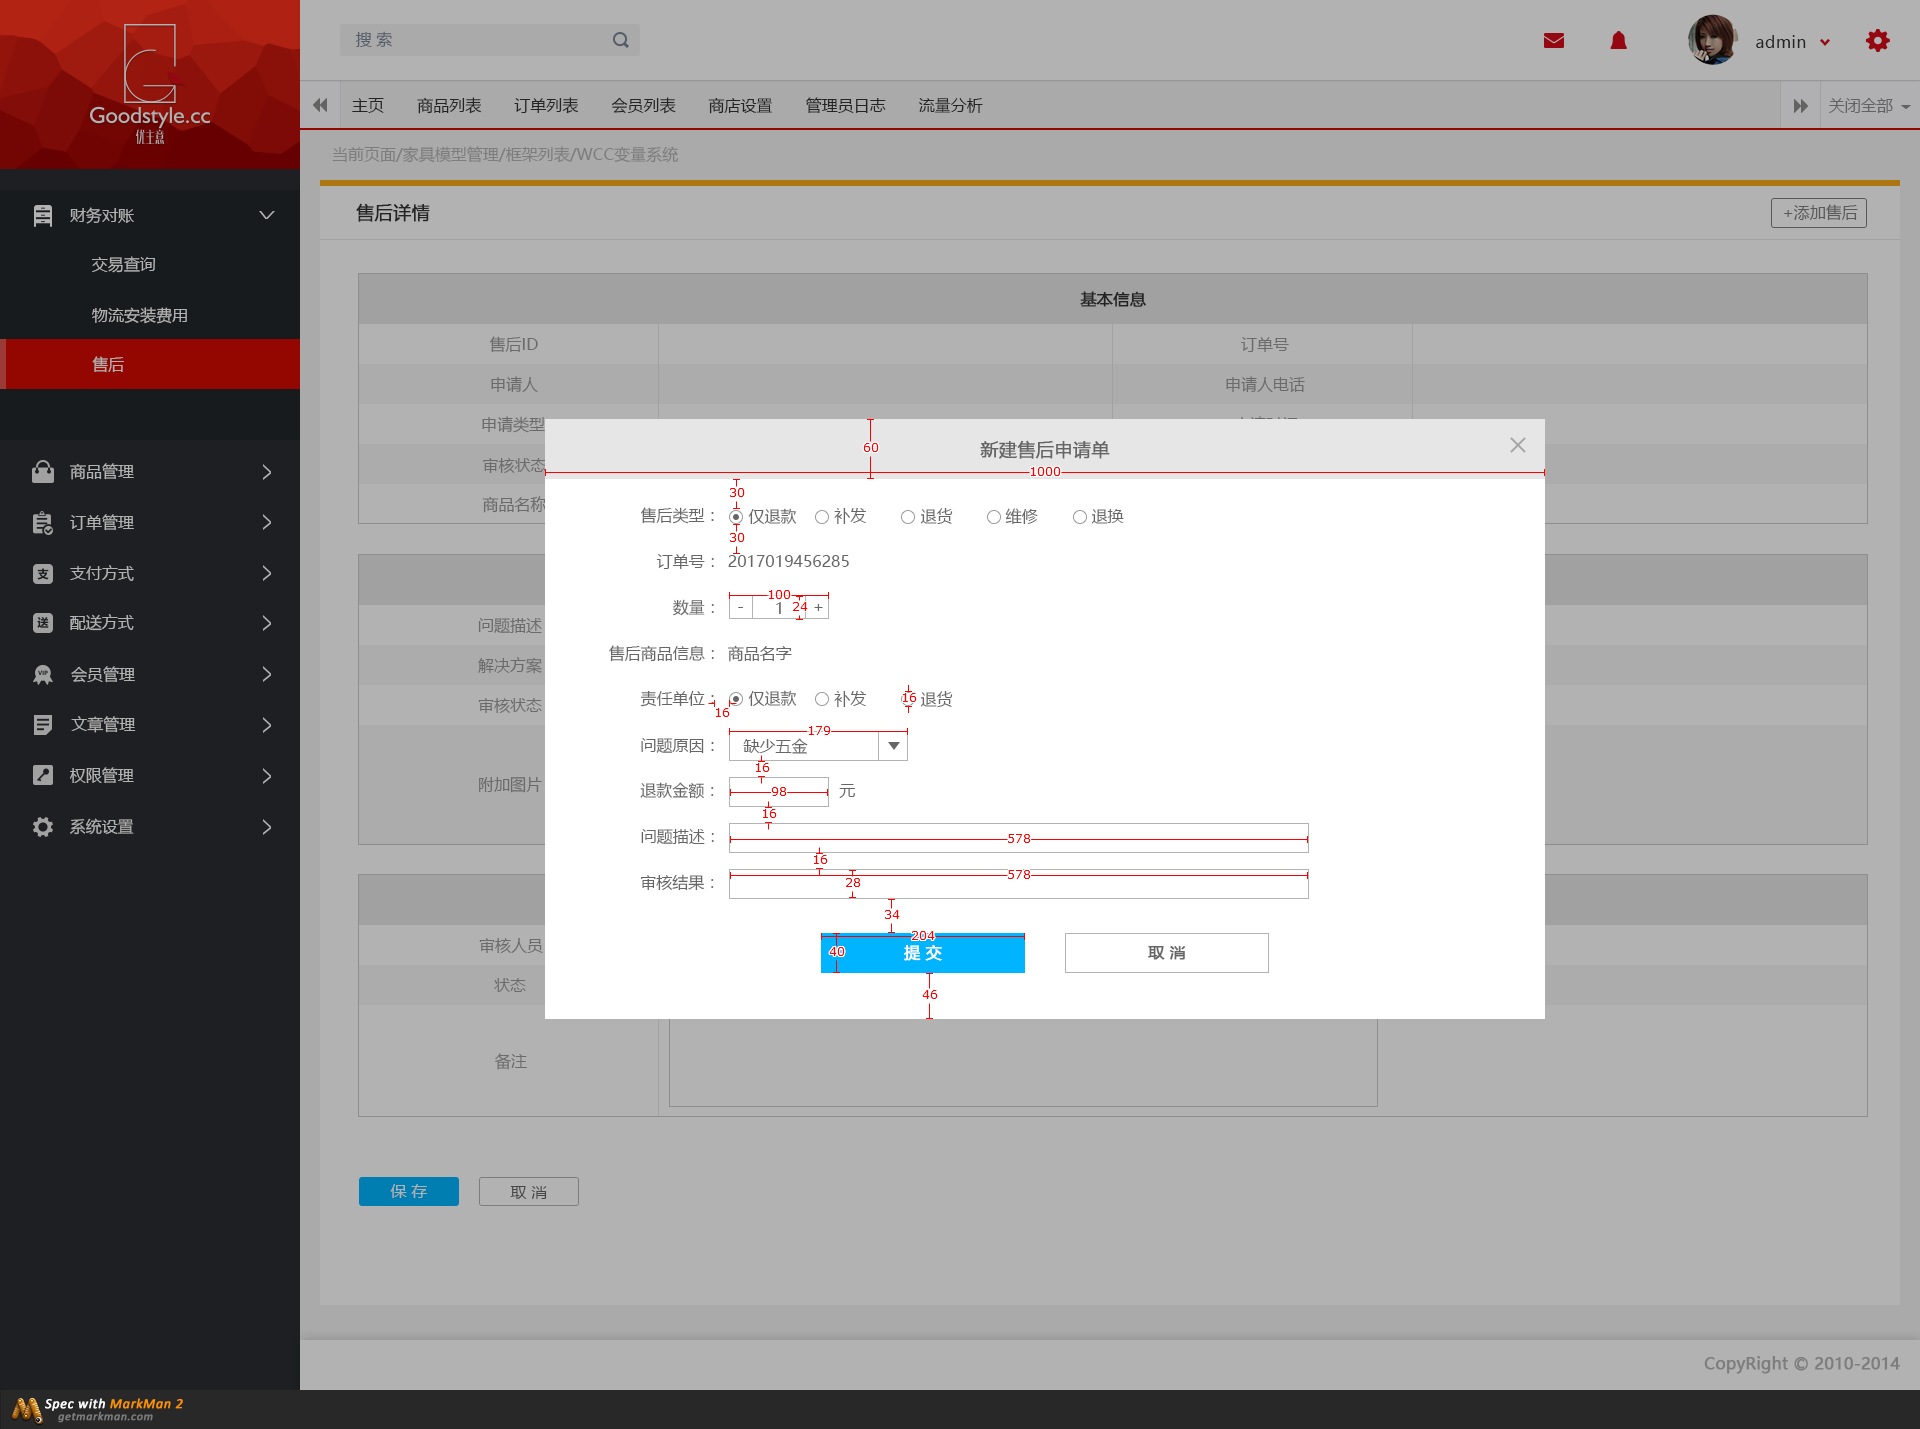 Goodstyle.cc
优主意
搜 索
admin
主页 商品列表 订单列表 会员列表 商店设置 管理员日志 流量分析 关闭全部
当前页面/家具模型管理/框架列表/WCC变量系统
财务对账
交易查询
物流安装费用
售后
商品管理
订单管理
支 支付方式
送 配送方式
VIP 会员管理
文章管理
权限管理
系统设置
售后详情 +添加售后
基本信息
售后ID 订单号
申请人 申请人电话
申请类型
审核状态
商品名称
问题描述
解决方案
审核状态
附加图片
审核人员
状态
备注
新建售后申请单
60
1000
30
售后类型： 仅退款 补发 退货 维修 退换
30
订单号： 2017019456285
100
数量： - 1 24 +
售后商品信息： 商品名字
责任单位： 仅退款 补发 16 退货
16
179
问题原因： 缺少五金
16
退款金额： 98 元
16
问题描述： 578
16
578
审核结果： 28
34
204
40 提 交 取 消
46
保 存 取 消
CopyRight © 2010-2014
Spec with MarkMan 2
getmarkman.com